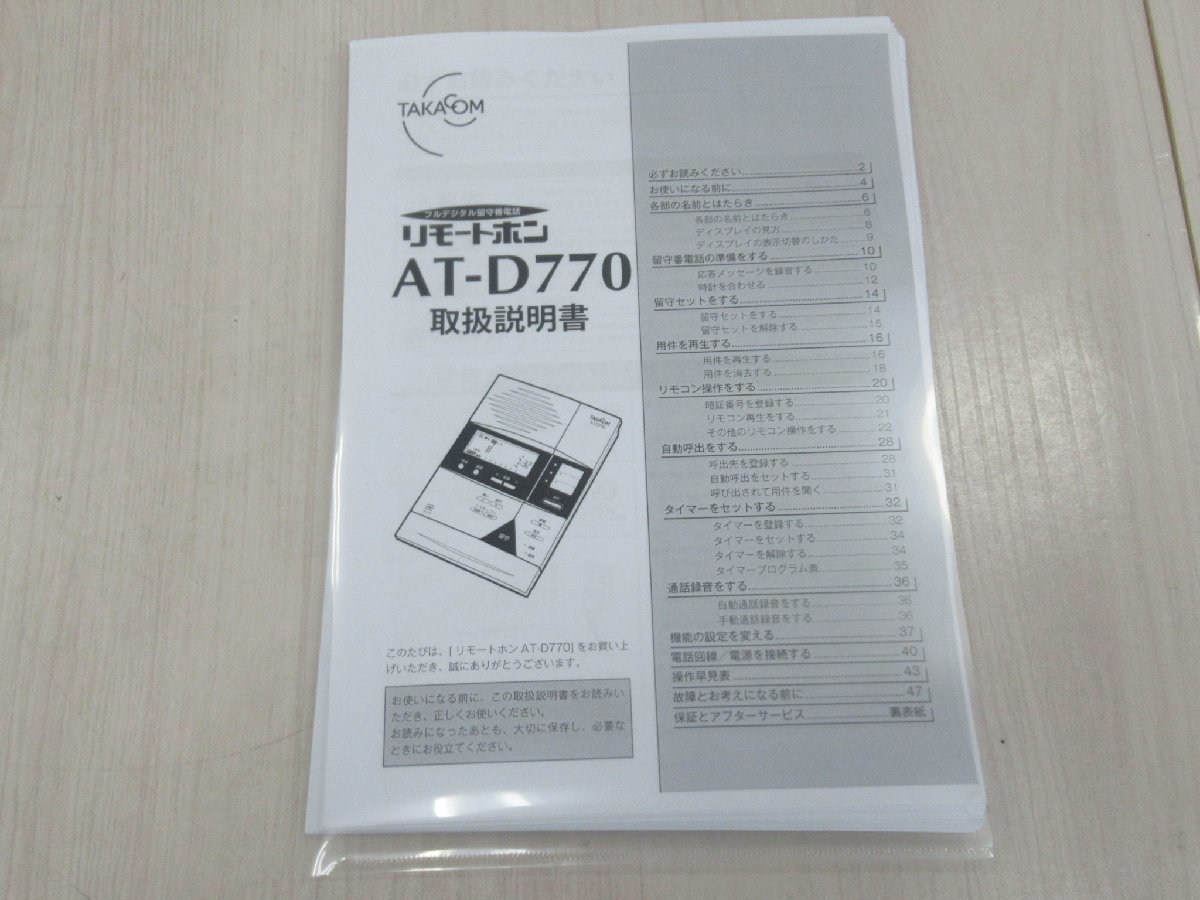 TAKACOM
フルデジタル留守番電話
リモートホン
AT-D770
取扱説明書
TAKACOM
留守
このたびは、[リモートホン AT-D770] をお買い上
げいただき、誠にありがとうございます。
お使いになる前に、この取扱説明書をお読みい
ただき、正しくお使いください。
お読みになったあとも、大切に保存し、必要な
ときにお役立てください。
必ずお読みください 2
お使いになる前に 4
各部の名前とはたらき 6
各部の名前とはたらき 6
ディスプレイの見方 8
ディスプレイの表示切替のしかた 9
留守番電話の準備をする 10
応答メッセージを録音する 10
時計を合わせる 12
留守セットをする 14
留守セットをする 14
留守セットを解除する 15
用件を再生する 16
用件を再生する 16
用件を消去する 18
リモコン操作をする 20
暗証番号を登録する 20
リモコン再生をする 21
その他のリモコン操作をする 22
自動呼出をする 28
呼出先を登録する 28
自動呼出をセットする 31
呼び出されて用件を聞く 31
タイマーをセットする 32
タイマーを登録する 32
タイマーをセットする 34
タイマーを解除する 34
タイマープログラム表 35
通話録音をする 36
自動通話録音をする 36
手動通話録音をする 36
機能の設定を変える 37
電話回線／電源を接続する 40
操作早見表 43
故障とお考えになる前に 47
保証とアフターサービス 裏表紙